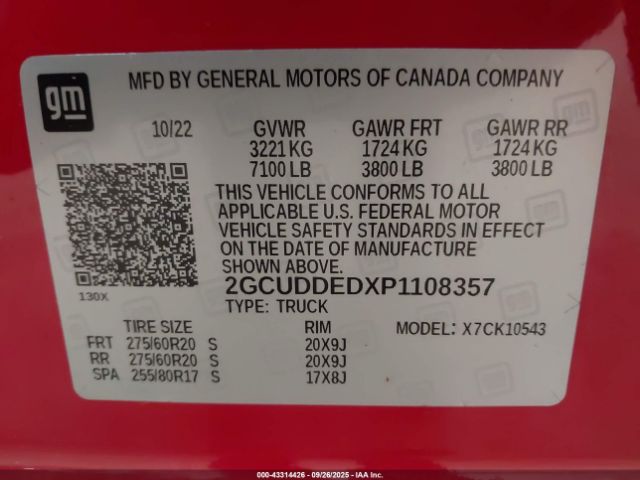 gm
MFD BY GENERAL MOTORS OF CANADA COMPANY
10/22 GVWR GAWR FRT GAWR RR
3221 KG 1724 KG 1724 KG
7100 LB 3800 LB 3800 LB
THIS VEHICLE CONFORMS TO ALL
APPLICABLE U.S. FEDERAL MOTOR
VEHICLE SAFETY STANDARDS IN EFFECT
ON THE DATE OF MANUFACTURE
SHOWN ABOVE.
130X
2GCUDDEDXP1108357
TYPE: TRUCK
TIRE SIZE RIM MODEL: X7CK10543
FRT 275/60R20 S 20X9J
RR 275/60R20 S 20X9J
SPA 255/80R17 S 17X8J
000-43314426 - 09/26/2025 - IAA Inc.